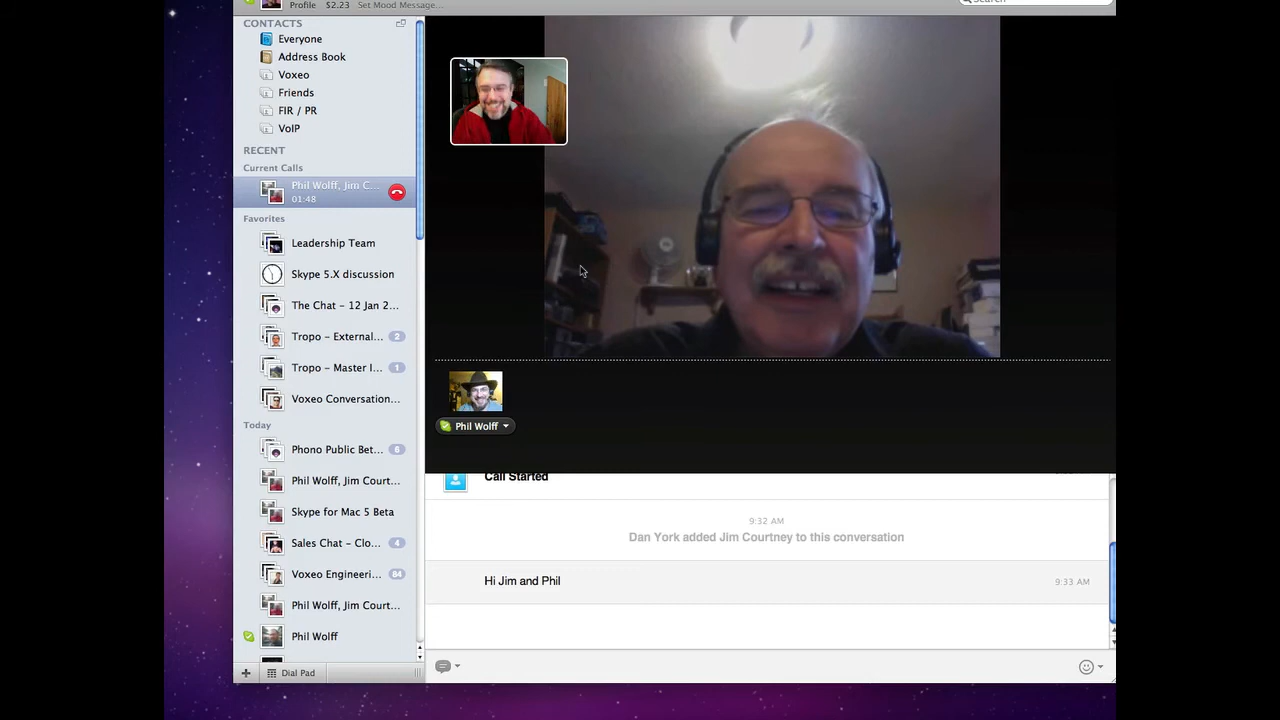 Profile $2.23 Set Mood Message...
Search
CONTACTS
Everyone
Address Book
Voxeo
Friends
FIR / PR
VoIP
RECENT
Current Calls
Phil Wolff, Jim C...
01:48
Favorites
Leadership Team
Skype 5.X discussion
The Chat – 12 Jan 2...
Tropo – External... 2
Tropo – Master I... 1
Voxeo Conversation...
Today
Phono Public Bet... 6
Phil Wolff, Jim Court...
Skype for Mac 5 Beta
Sales Chat – Clo... 4
Voxeo Engineeri... 84
Phil Wolff, Jim Court...
Phil Wolff
Dial Pad
Phil Wolff
Call Started
9:32 AM
Dan York added Jim Courtney to this conversation
Hi Jim and Phil 9:33 AM